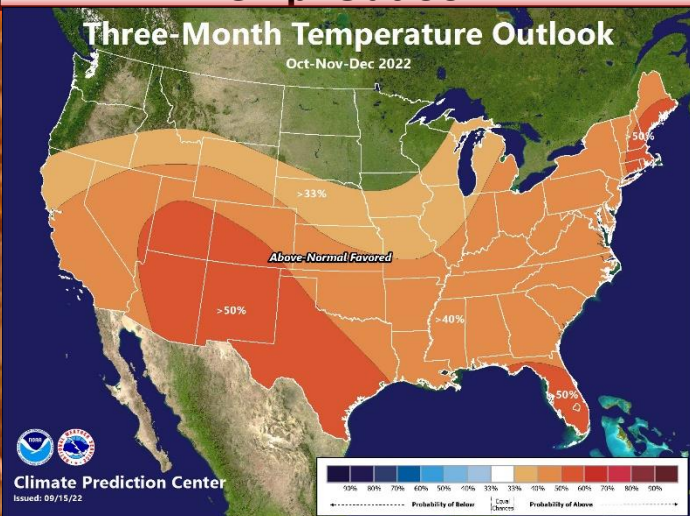 Three-Month Temperature Outlook
Oct-Nov-Dec 2022
>50%
>33%
Above-Normal Favored
>50%
>40%
50%
NOAA
Climate Prediction Center
Issued: 09/15/22
90% 80% 70% 60% 50% 40% 33% 33% 40% 50% 60% 70% 80% 90%
Probability of Below Equal Chances Probability of Above